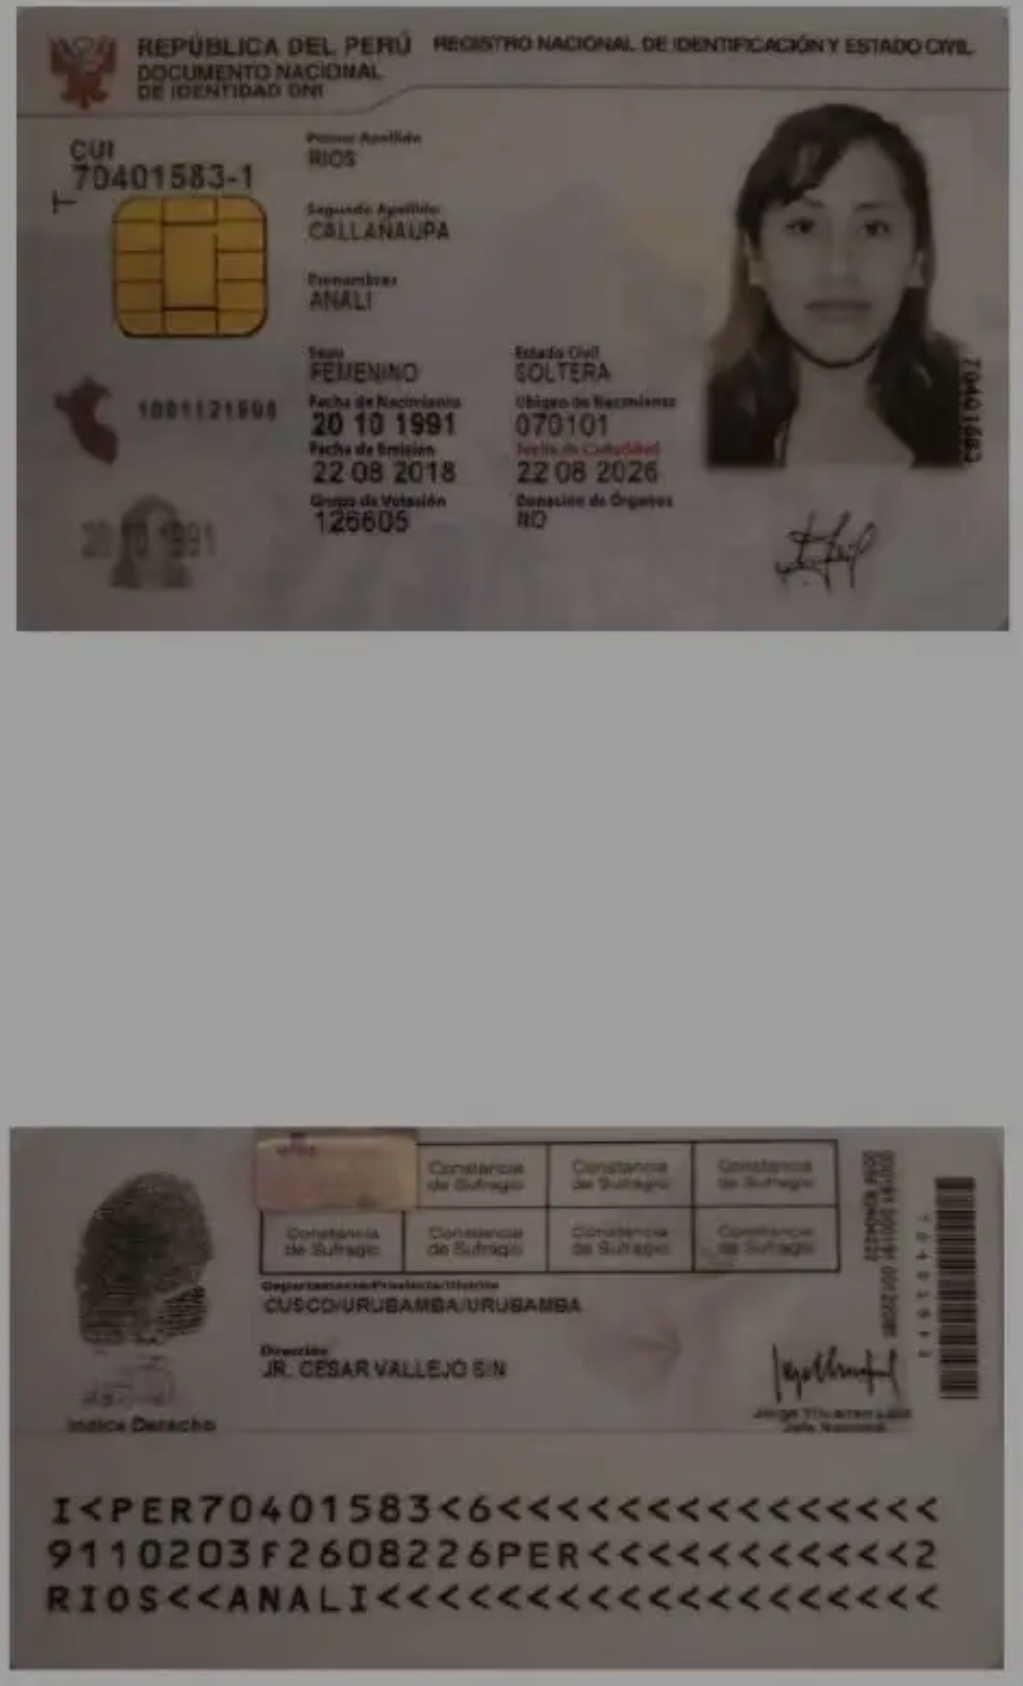 REPÚBLICA DEL PERÚ REGISTRO NACIONAL DE IDENTIFICACIÓN Y ESTADO CIVIL
DOCUMENTO NACIONAL
DE IDENTIDAD DNI
CUI
70401583-1
Primer Apellido
RIOS
Segundo Apellido
CALLAÑAUPA
Prenombres
ANALI
Sexo Estado Civil
FEMENINO SOLTERA
Fecha de Nacimiento Ubigeo de Nacimiento
20 10 1991 070101
Fecha de Emisión Fecha de Caducidad
22 08 2018 22 08 2026
Grupo de Votación Donación de Órganos
126605 NO
20 10 1991
70401583
Constancia de Sufragio
Constancia de Sufragio
Constancia de Sufragio
Constancia de Sufragio
Constancia de Sufragio
Constancia de Sufragio
Constancia de Sufragio
Departamento/Provincia/Distrito
CUSCO/URUBAMBA/URUBAMBA
Dirección
JR. CESAR VALLEJO S/N
Indice Derecho
Jefe Nacional
I<PER70401583<6<<<<<<<<<<<<<<<
9110203F2608226PER<<<<<<<<<<<2
RIOS<<ANALI<<<<<<<<<<<<<<<<<<<